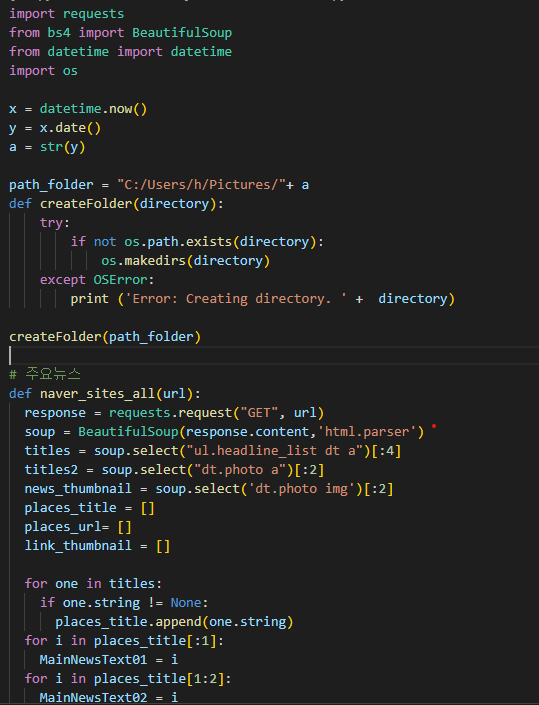 import requests
from bs4 import BeautifulSoup
from datetime import datetime
import os
x = datetime.now()
y = x.date()
a = str(y)
path_folder = "C:/Users/h/Pictures/"+ a
def createFolder(directory):
    try:
        if not os.path.exists(directory):
            os.makedirs(directory)
    except OSError:
        print ('Error: Creating directory. ' +  directory)
createFolder(path_folder)
# 주요뉴스
def naver_sites_all(url):
  response = requests.request("GET", url)
  soup = BeautifulSoup(response.content,'html.parser')
  titles = soup.select("ul.headline_list dt a")[:4]
  titles2 = soup.select("dt.photo a")[:2]
  news_thumbnail = soup.select('dt.photo img')[:2]
  places_title = []
  places_url= []
  link_thumbnail = []
  for one in titles:
    if one.string != None:
      places_title.append(one.string)
  for i in places_title[:1]:
    MainNewsText01 = i
  for i in places_title[1:2]:
    MainNewsText02 = i